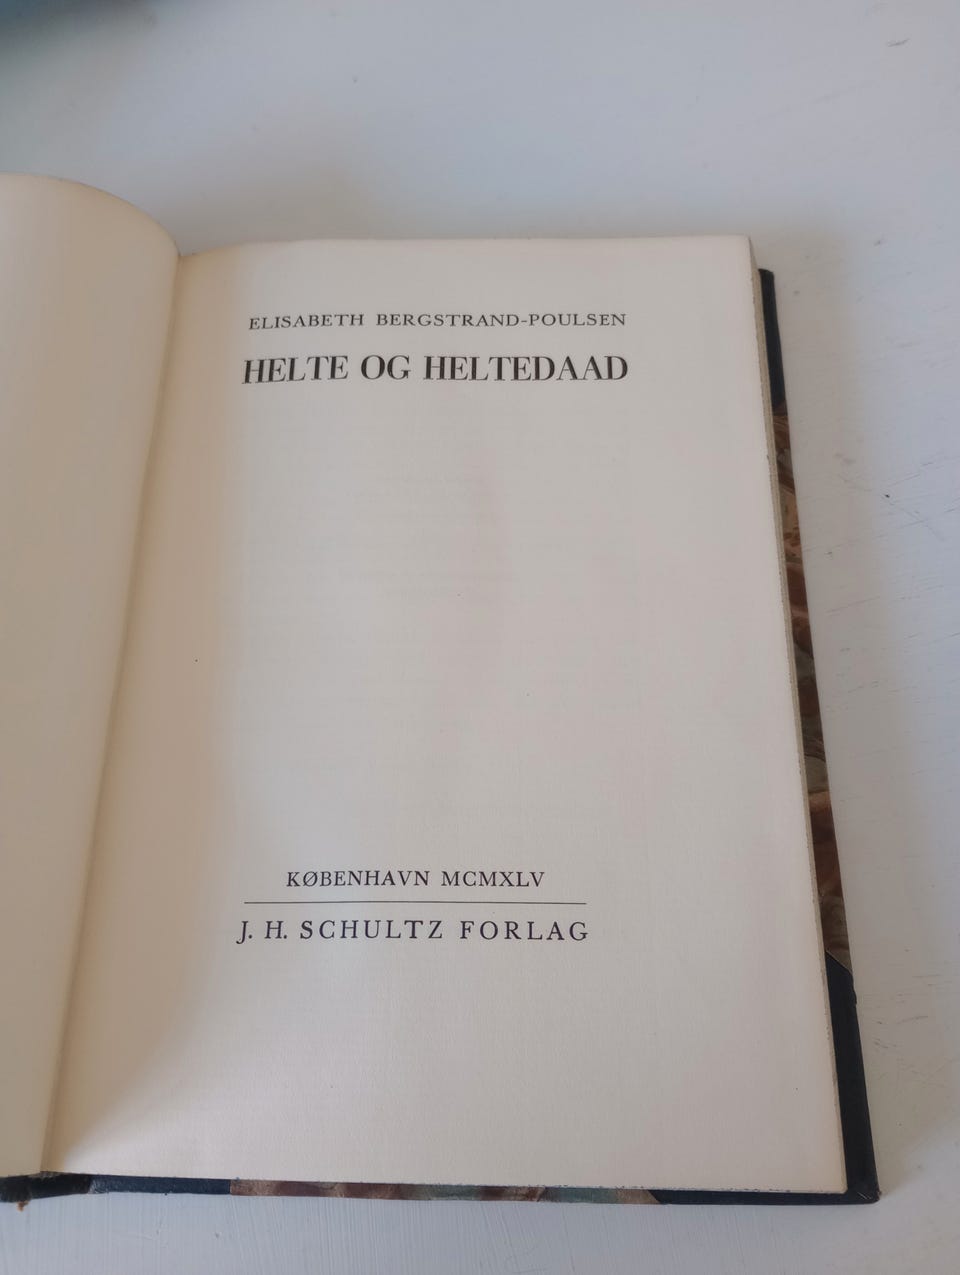 ELISABETH BERGSTRAND-POULSEN
HELTE OG HELTEDAAD
KØBENHAVN MCMXLV
J. H. SCHULTZ FORLAG